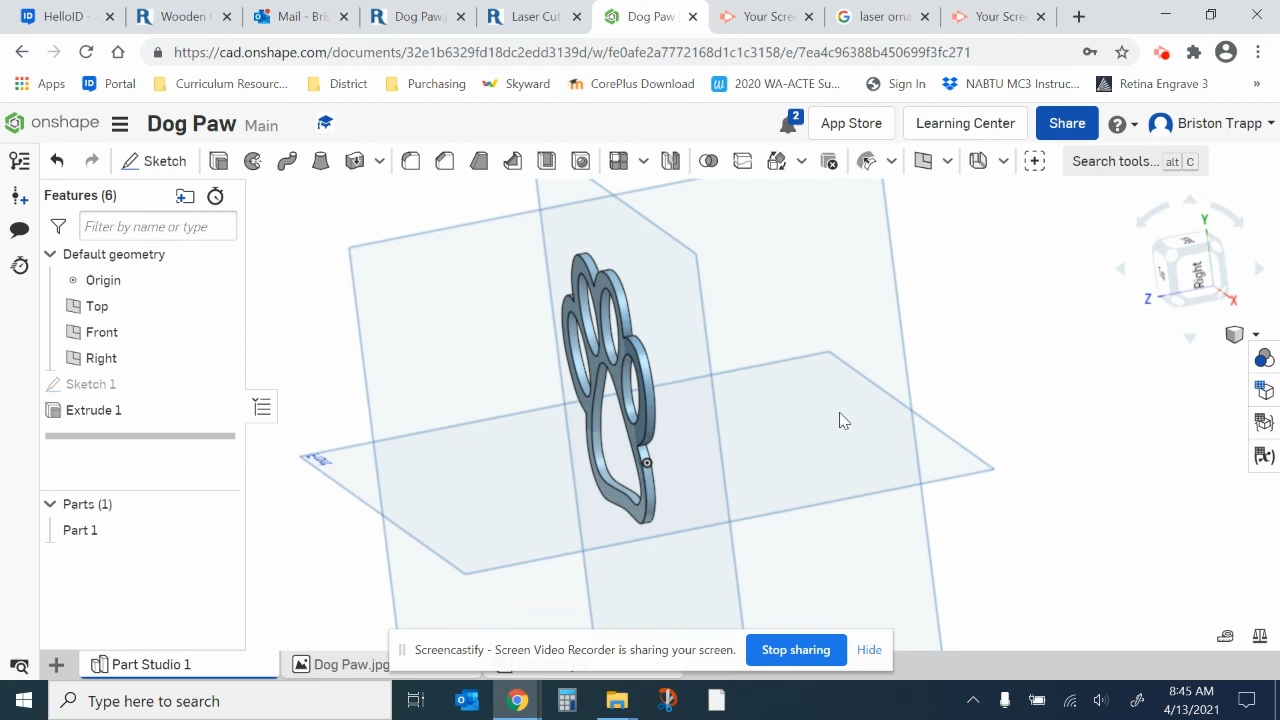 HelloID - A
Wooden C
Mail - Bris
Dog Paw.j
Laser Cut
Dog Paw
Your Scre
laser orna
Your Scre
https://cad.onshape.com/documents/32e1b6329fd18dc2edd3139d/w/fe0afe2a7772168d1c1c3158/e/7ea4c96388b450699f3fc271
Apps
Portal
Curriculum Resourc...
District
Purchasing
Skyward
CorePlus Download
2020 WA-ACTE Su...
Sign In
NABTU MC3 Instruc...
Retina Engrave 3
»
onshape
Dog Paw Main
2
App Store
Learning Center
Share
Briston Trapp
Sketch
Search tools... alt C
Features (6)
Filter by name or type
Default geometry
Origin
Top
Front
Right
Sketch 1
Extrude 1
Parts (1)
Part 1
Y
Right
Z
X
(x)
Screencastify - Screen Video Recorder is sharing your screen.
Stop sharing
Hide
Part Studio 1
Dog Paw.jpg
Type here to search
8:45 AM
4/13/2021